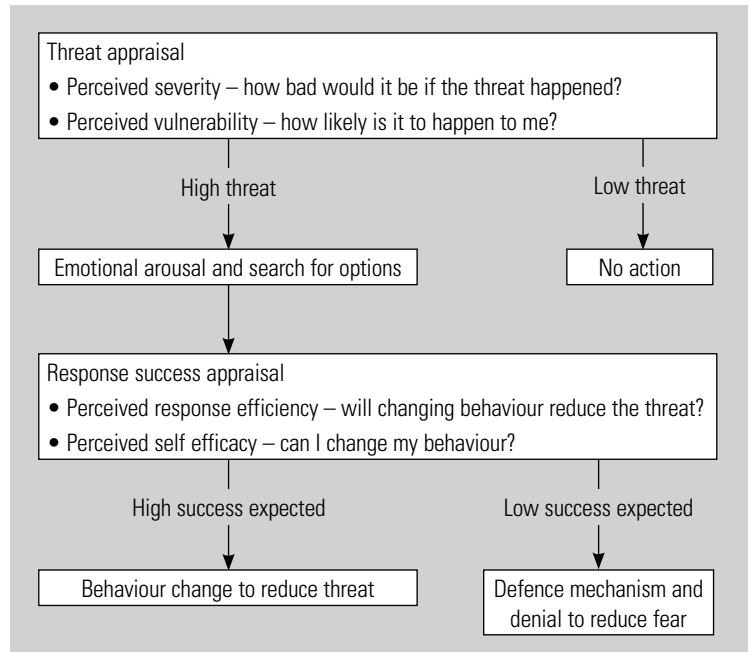 Threat appraisal
• Perceived severity – how bad would it be if the threat happened?
• Perceived vulnerability – how likely is it to happen to me?
High threat
Low threat
Emotional arousal and search for options
No action
Response success appraisal
• Perceived response efficiency – will changing behaviour reduce the threat?
• Perceived self efficacy – can I change my behaviour?
High success expected
Low success expected
Behaviour change to reduce threat
Defence mechanism and
denial to reduce fear